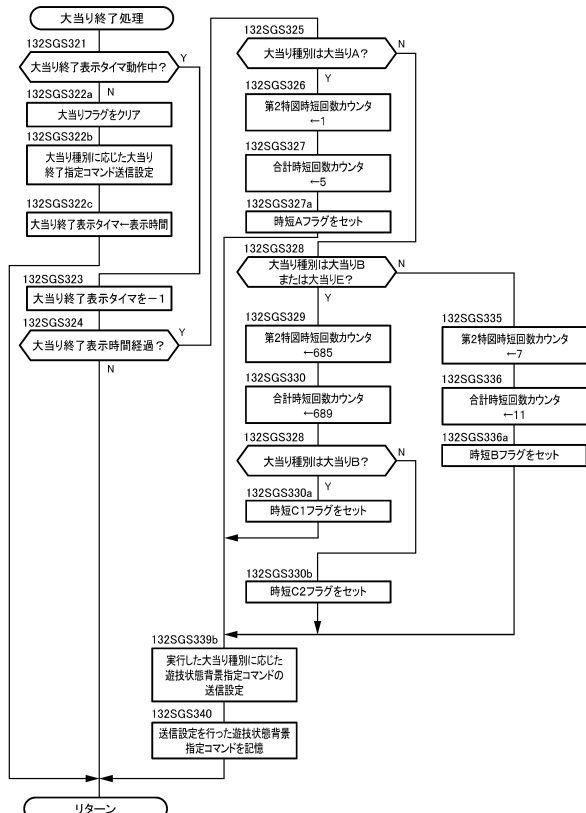 大当り終了処理
132SGS321
大当り終了表示タイマ動作中？
Y
N
132SGS322a
大当りフラグをクリア
132SGS322b
大当り種別に応じた大当り
終了指定コマンド送信設定
132SGS322c
大当り終了表示タイマ←表示時間
132SGS323
大当り終了表示タイマを－1
132SGS324
大当り終了表示時間経過？
Y
N
132SGS325
大当り種別は大当りA？
N
Y
132SGS326
第2特図時短回数カウンタ
←1
132SGS327
合計時短回数カウンタ
←5
132SGS327a
時短Aフラグをセット
132SGS328
大当り種別は大当りB
または大当りE？
N
Y
132SGS329
第2特図時短回数カウンタ
←685
132SGS330
合計時短回数カウンタ
←689
132SGS328
大当り種別は大当りB？
N
Y
132SGS330a
時短C1フラグをセット
132SGS330b
時短C2フラグをセット
132SGS335
第2特図時短回数カウンタ
←7
132SGS336
合計時短回数カウンタ
←11
132SGS336a
時短Bフラグをセット
132SGS339b
実行した大当り種別に応じた
遊技状態背景指定コマンドの
送信設定
132SGS340
送信設定を行った遊技状態背景
指定コマンドを記憶
リターン